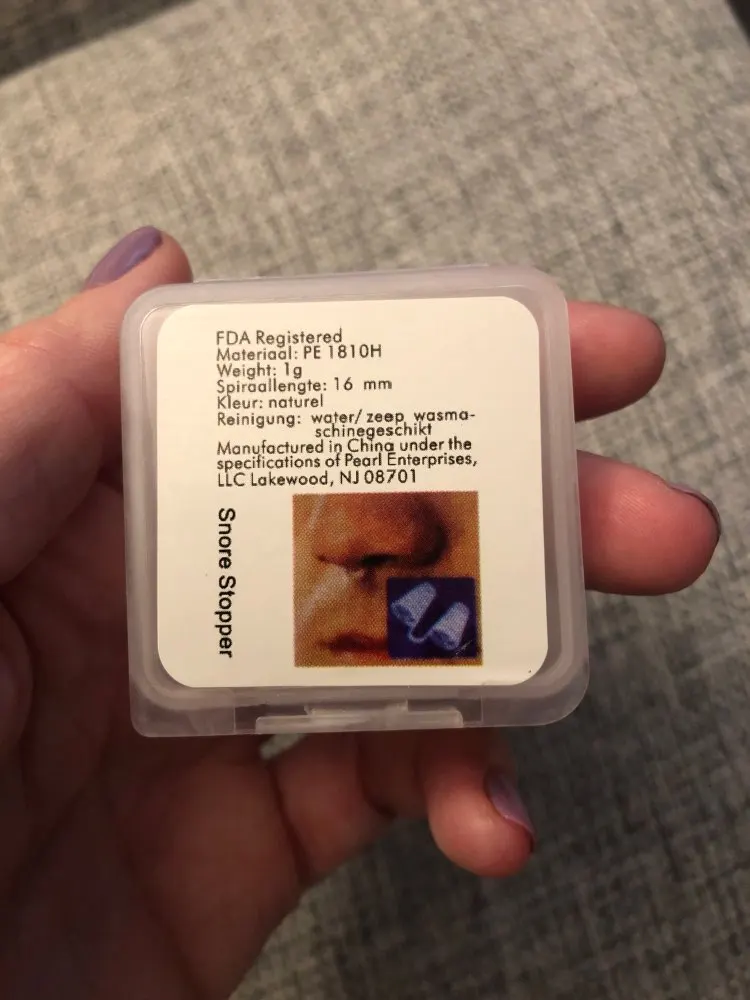 FDA Registered
Materiaal: PE 1810H
Weight: 1g
Spiraallengte: 16 mm
Kleur: naturel
Reinigung: water/ zeep wasma-
schinegeschikt
Manufactured in China under the
specifications of Pearl Enterprises,
LLC Lakewood, NJ 08701
Snore Stopper